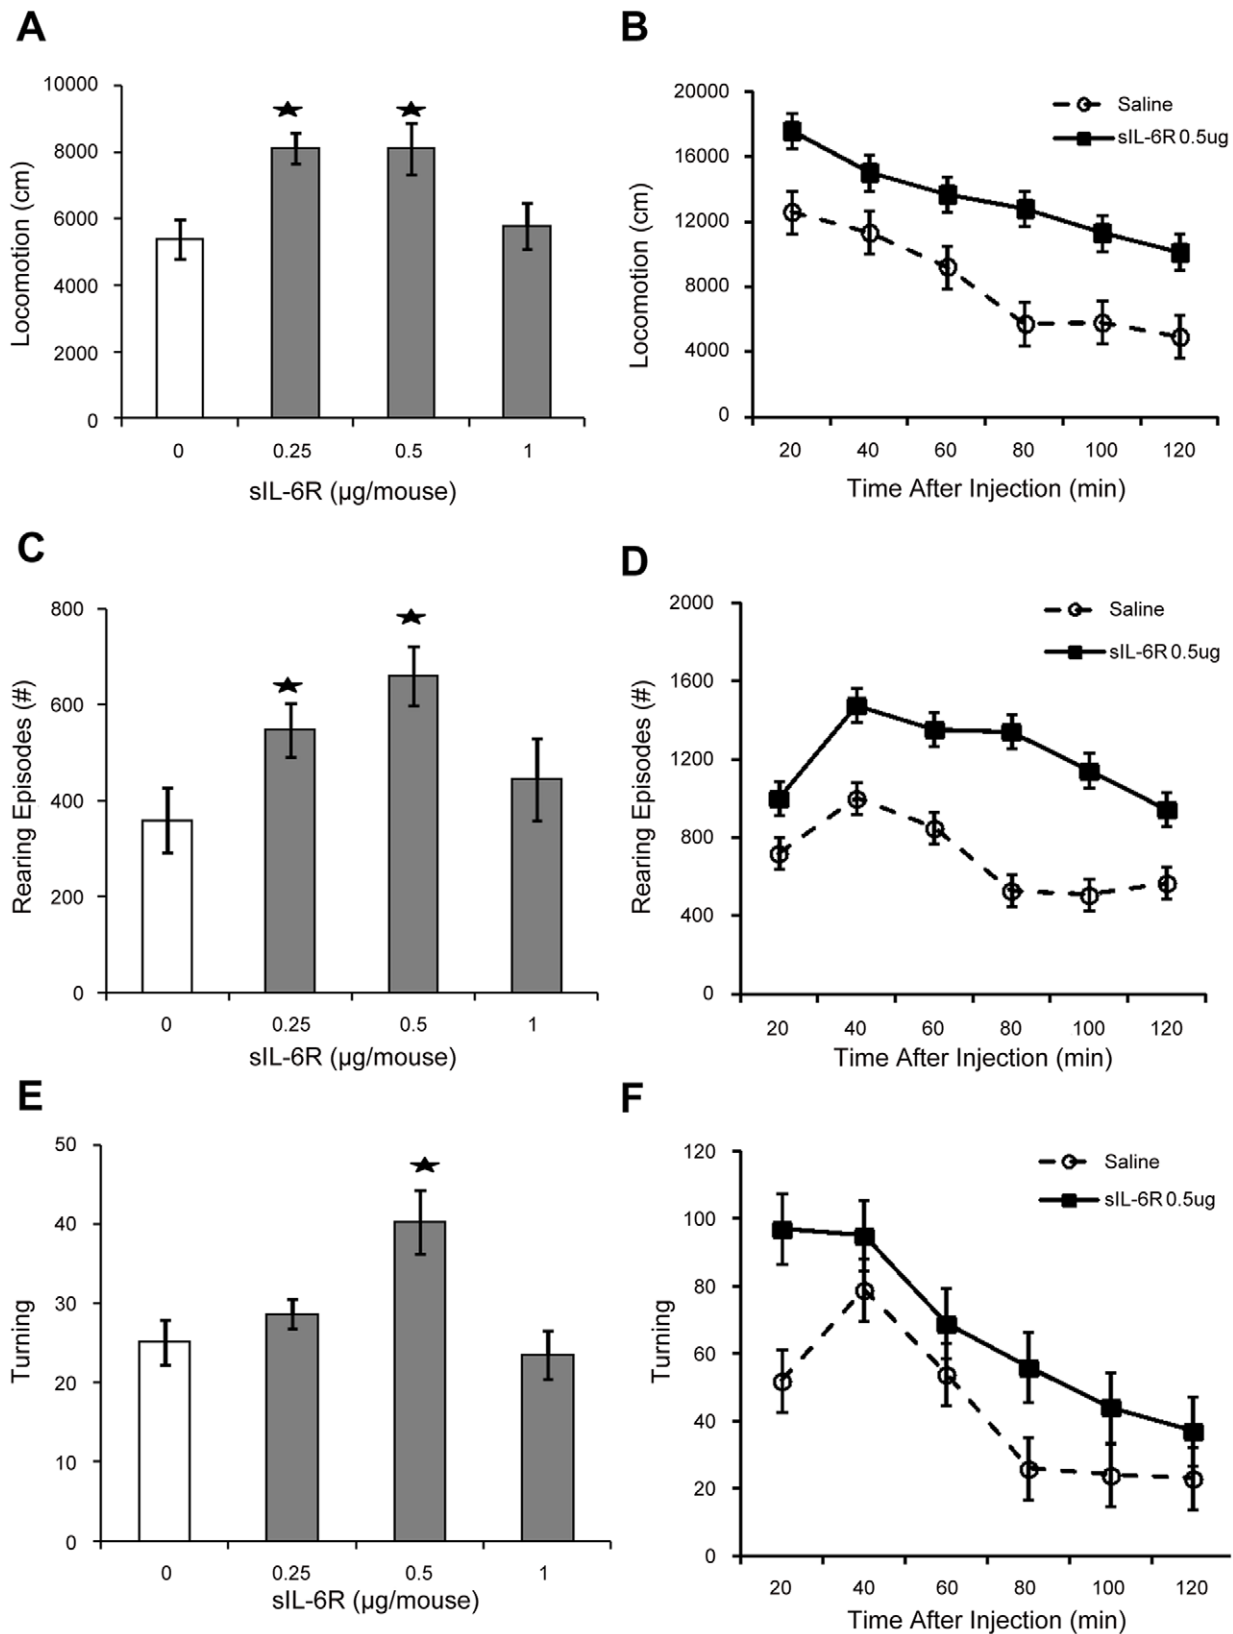 A
10000
8000
6000
4000
2000
0
Locomotion (cm)
0 0.25 0.5 1
sIL-6R (µg/mouse)
B
20000
16000
12000
8000
4000
0
Locomotion (cm)
Saline
sIL-6R 0.5ug
20 40 60 80 100 120
Time After Injection (min)
C
800
600
400
200
0
Rearing Episodes (#)
0 0.25 0.5 1
sIL-6R (µg/mouse)
D
2000
1600
1200
800
400
0
Rearing Episodes (#)
Saline
sIL-6R 0.5ug
20 40 60 80 100 120
Time After Injection (min)
E
50
40
30
20
10
0
Turning
0 0.25 0.5 1
sIL-6R (µg/mouse)
F
120
100
80
60
40
20
0
Turning
Saline
sIL-6R 0.5ug
20 40 60 80 100 120
Time After Injection (min)